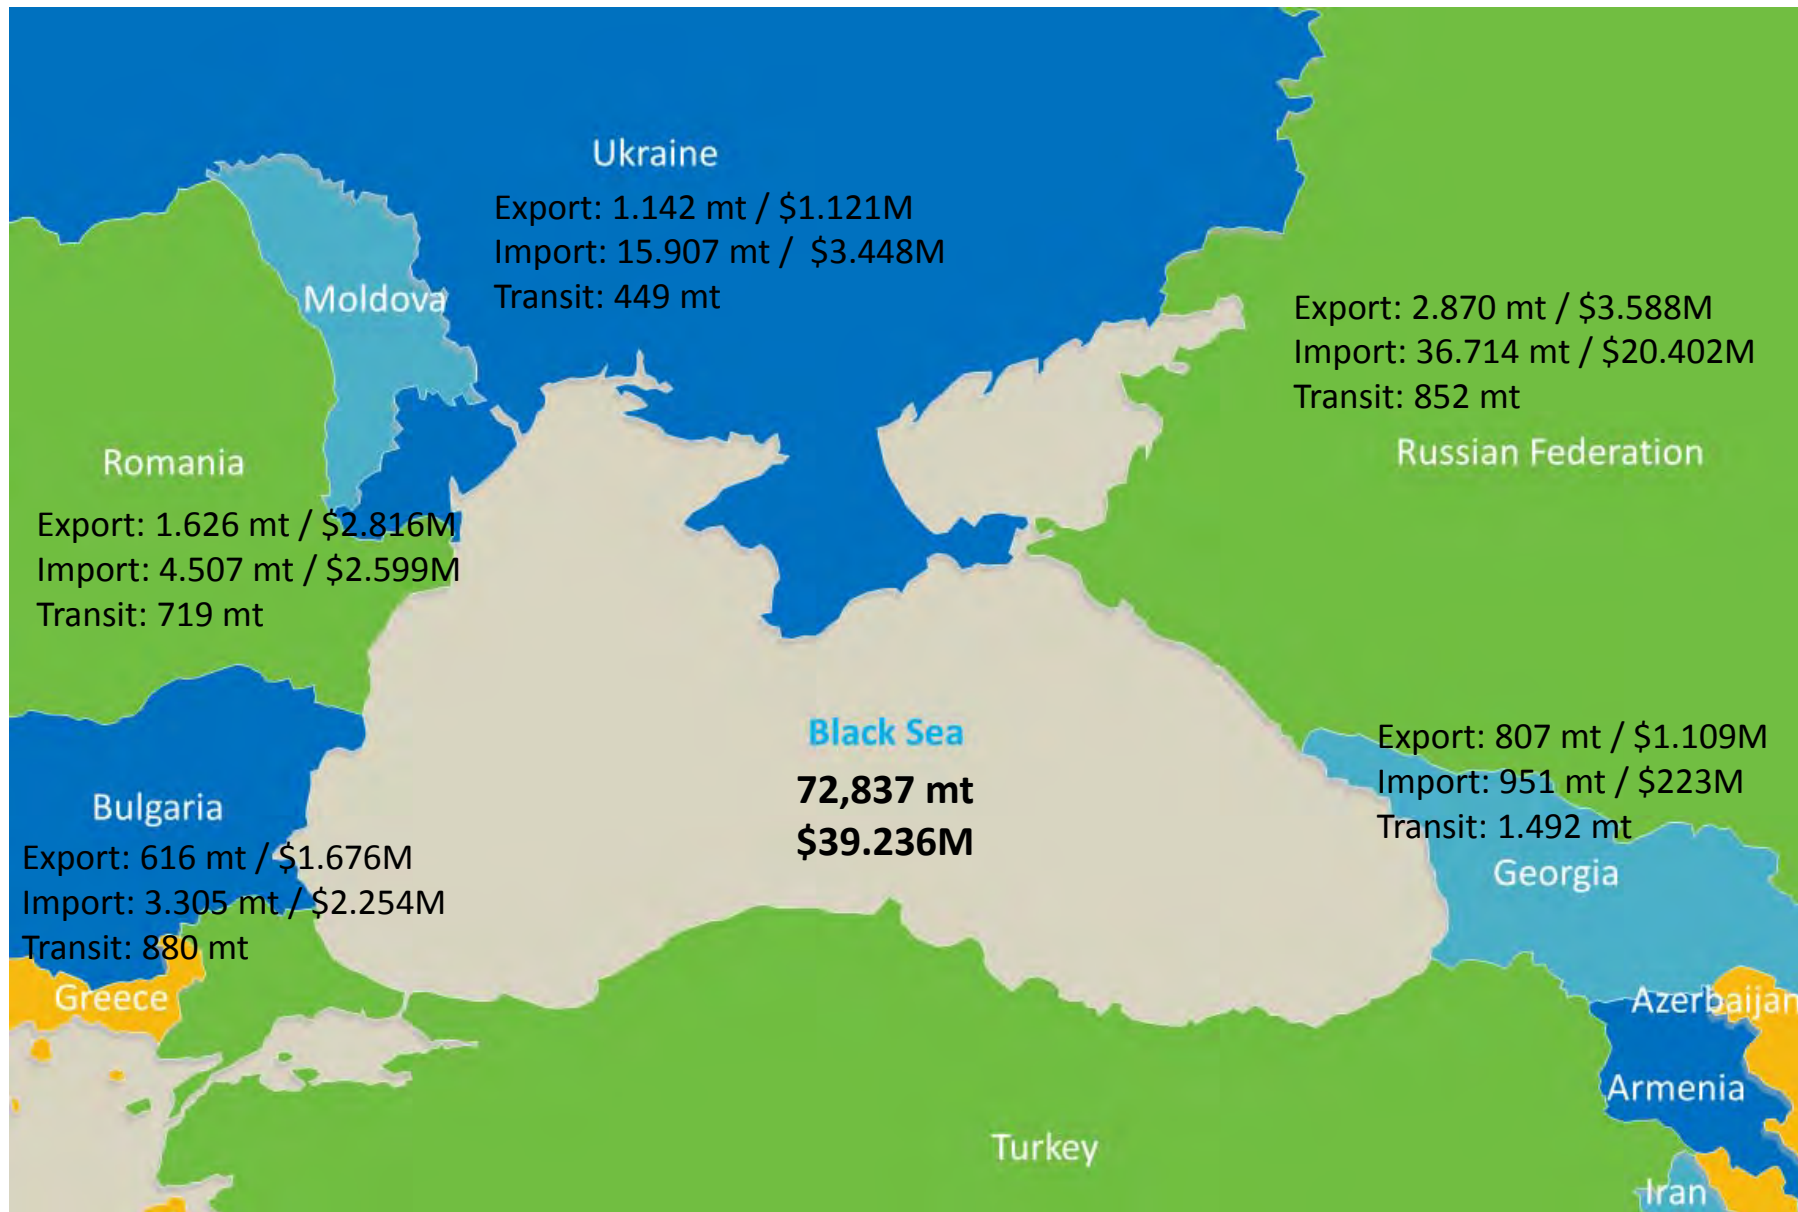 Ukraine
Export: 1.142 mt / $1.121M
Import: 15.907 mt / $3.448M
Transit: 449 mt
Moldova
Export: 2.870 mt / $3.588M
Import: 36.714 mt / $20.402M
Transit: 852 mt
Russian Federation
Romania
Export: 1.626 mt / $2.816M
Import: 4.507 mt / $2.599M
Transit: 719 mt
Black Sea
72,837 mt
$39.236M
Export: 807 mt / $1.109M
Import: 951 mt / $223M
Transit: 1.492 mt
Georgia
Bulgaria
Export: 616 mt / $1.676M
Import: 3.305 mt / $2.254M
Transit: 880 mt
Greece
Azerbaijan
Armenia
Turkey
Iran